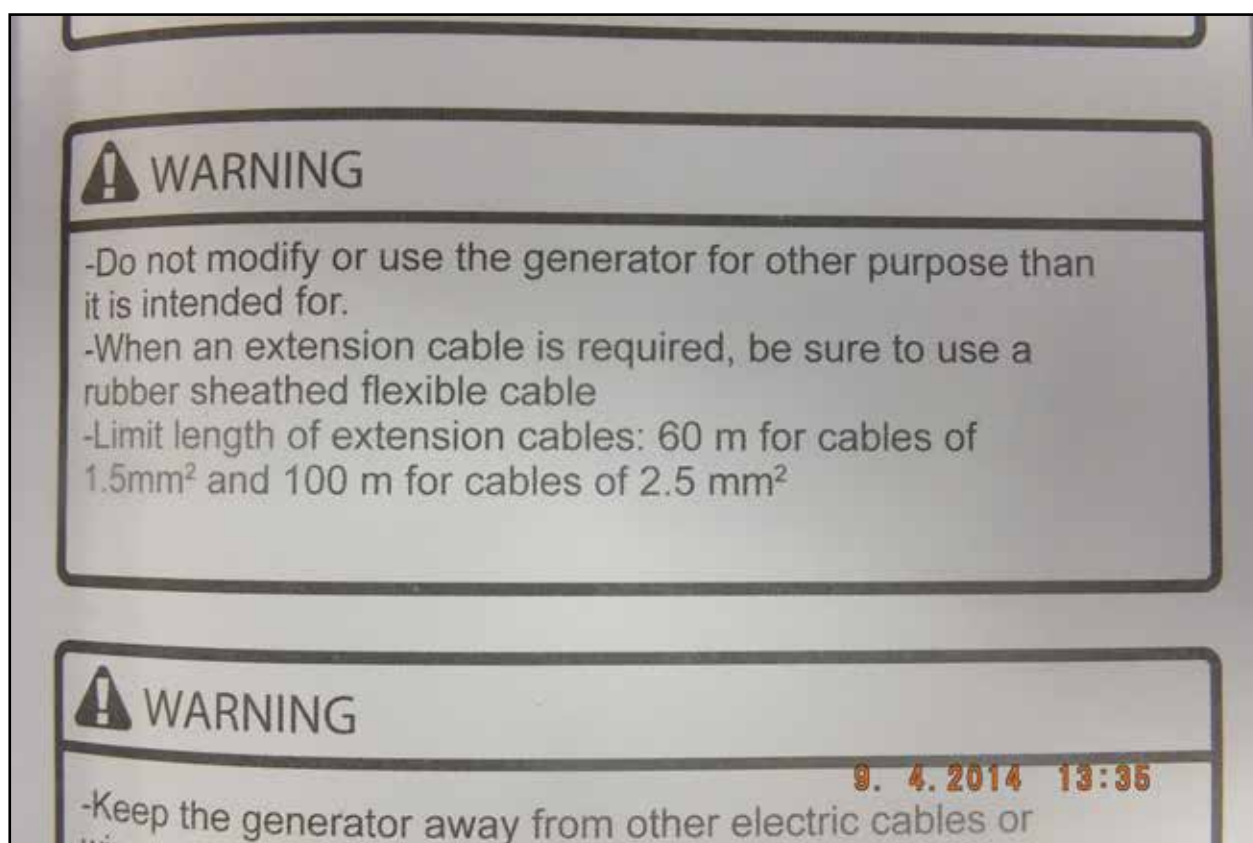 WARNING
-Do not modify or use the generator for other purpose than
it is intended for.
-When an extension cable is required, be sure to use a
rubber sheathed flexible cable
-Limit length of extension cables: 60 m for cables of
1.5mm² and 100 m for cables of 2.5 mm²
WARNING
9. 4.2014 13:35
-Keep the generator away from other electric cables or